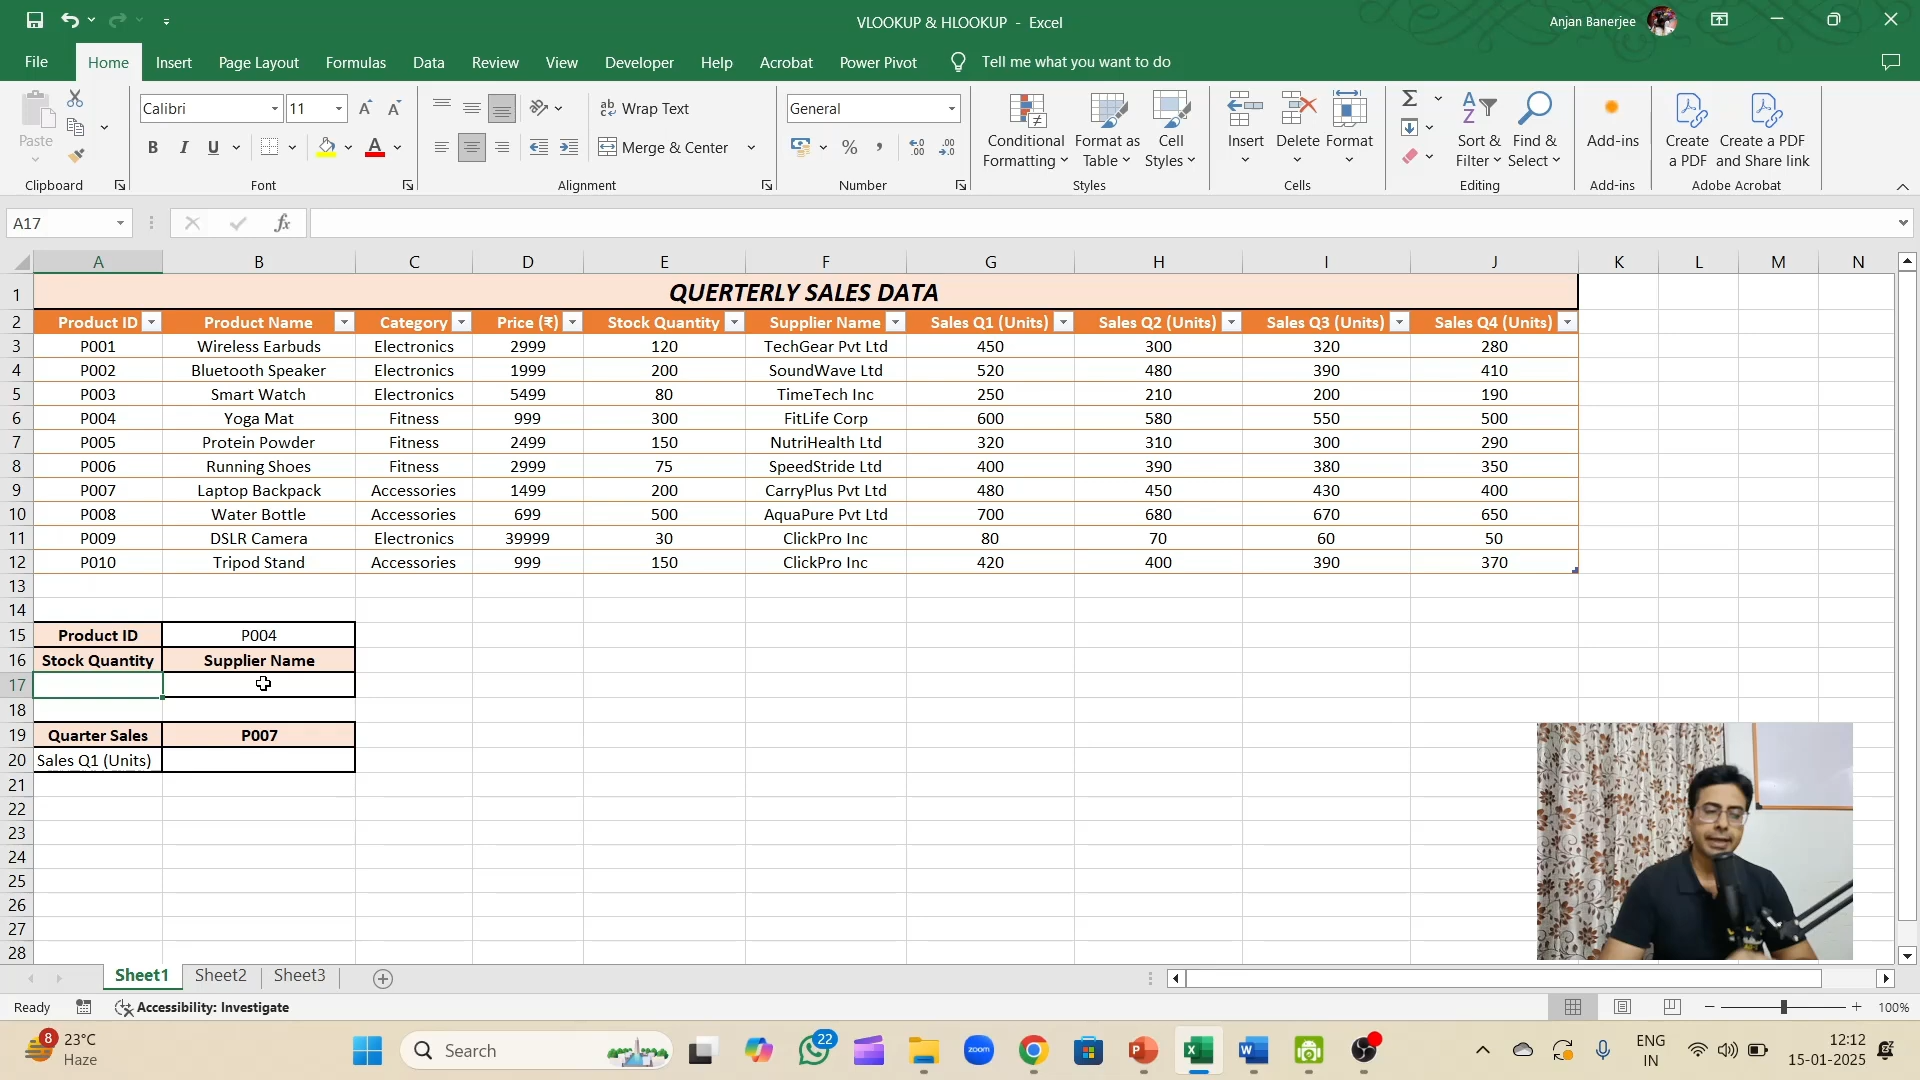 VLOOKUP & HLOOKUP - Excel
Anjan Banerjee
File Home Insert Page Layout Formulas Data Review View Developer Help Acrobat Power Pivot Tell me what you want to do
Paste
Clipboard
Calibri 11
B I U
Font
Wrap Text
Merge & Center
Alignment
General
%
Number
Conditional Formatting
Format as Table
Cell Styles
Styles
Insert Delete Format
Cells
Sort & Filter
Find & Select
Editing
Add-ins
Add-ins
Create a PDF
Create a PDF and Share link
Adobe Acrobat
A17 fx
A B C D E F G H I J K L M N
1 QUERTERLY SALES DATA
2 Product ID Product Name Category Price (₹) Stock Quantity Supplier Name Sales Q1 (Units) Sales Q2 (Units) Sales Q3 (Units) Sales Q4 (Units)
3 P001 Wireless Earbuds Electronics 2999 120 TechGear Pvt Ltd 450 300 320 280
4 P002 Bluetooth Speaker Electronics 1999 200 SoundWave Ltd 520 480 390 410
5 P003 Smart Watch Electronics 5499 80 TimeTech Inc 250 210 200 190
6 P004 Yoga Mat Fitness 999 300 FitLife Corp 600 580 550 500
7 P005 Protein Powder Fitness 2499 150 NutriHealth Ltd 320 310 300 290
8 P006 Running Shoes Fitness 2999 75 SpeedStride Ltd 400 390 380 350
9 P007 Laptop Backpack Accessories 1499 200 CarryPlus Pvt Ltd 480 450 430 400
10 P008 Water Bottle Accessories 699 500 AquaPure Pvt Ltd 700 680 670 650
11 P009 DSLR Camera Electronics 39999 30 ClickPro Inc 80 70 60 50
12 P010 Tripod Stand Accessories 999 150 ClickPro Inc 420 400 390 370
13
14
15 Product ID P004
16 Stock Quantity Supplier Name
17
18
19 Quarter Sales P007
20 Sales Q1 (Units)
21
22
23
24
25
26
27
28
Sheet1 Sheet2 Sheet3
Ready Accessibility: Investigate 100%
8 23°C
Haze
Search
22
zoom
ENG
IN
12:12
15-01-2025